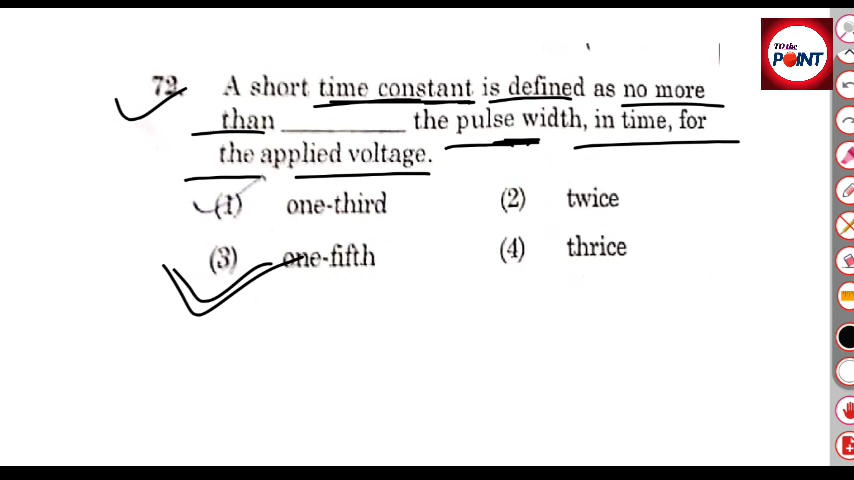 TO the
POINT
72. A short time constant is defined as no more
than __________ the pulse width, in time, for
the applied voltage.
(1) one-third (2) twice
(3) one-fifth (4) thrice